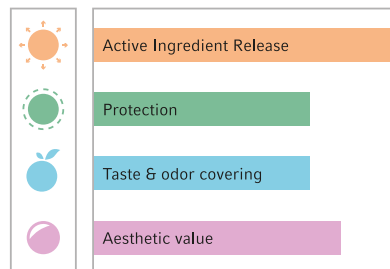 Active Ingredient Release
Protection
Taste & odor covering
Aesthetic value